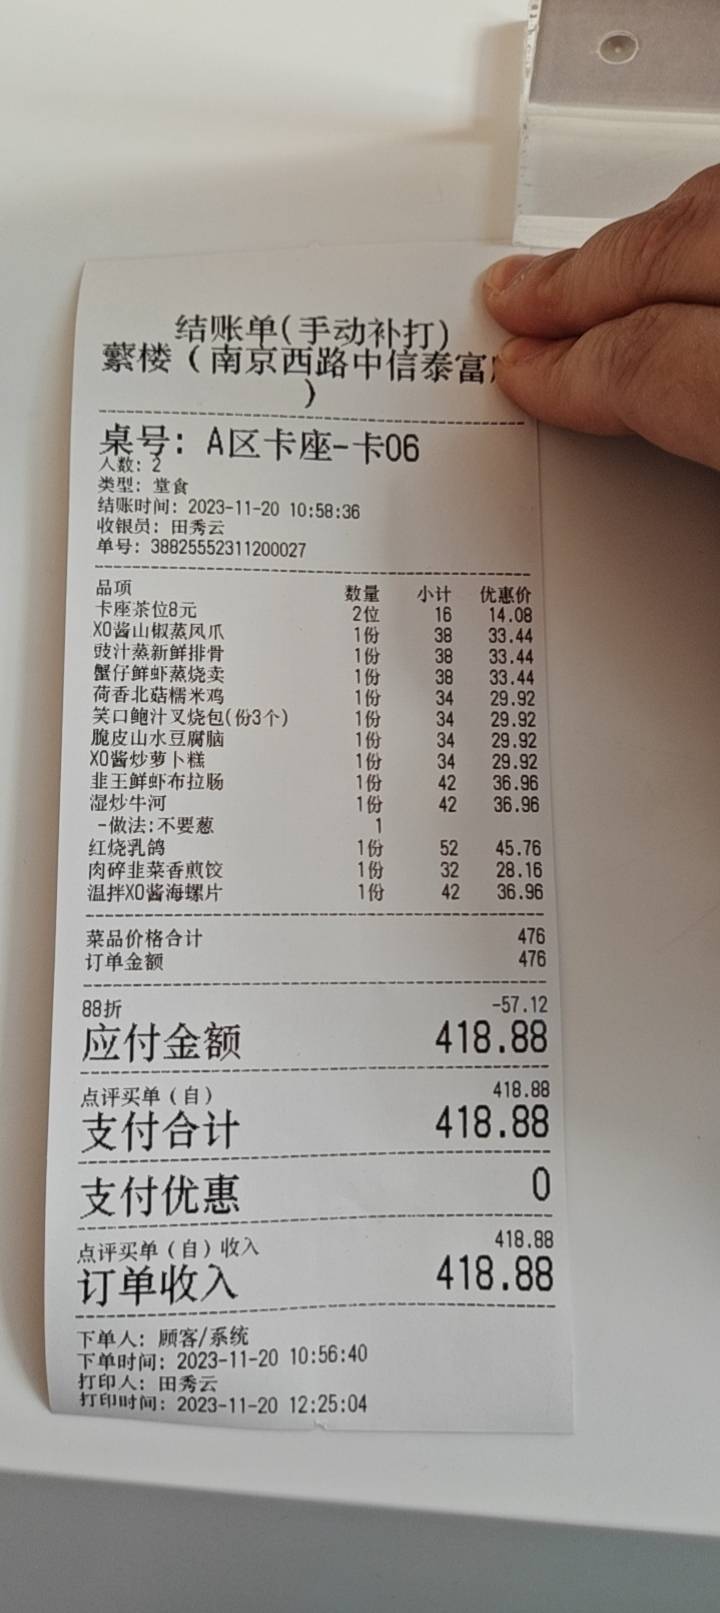 结账单(手动补打)
蘩楼（南京西路中信泰富
）
桌号: A区卡座-卡06
人数: 2
类型: 堂食
结账时间: 2023-11-20 10:58:36
收银员: 田秀云
单号: 38825552311200027
品项 数量 小计 优惠价
卡座茶位8元 2位 16 14.08
XO酱山椒蒸凤爪 1份 38 33.44
豉汁蒸新鲜排骨 1份 38 33.44
蟹仔鲜虾蒸烧卖 1份 38 33.44
荷香北菇糯米鸡 1份 34 29.92
笑口鲍汁叉烧包(份3个) 1份 34 29.92
脆皮山水豆腐脑 1份 34 29.92
XO酱炒萝卜糕 1份 34 29.92
韭王鲜虾布拉肠 1份 42 36.96
湿炒牛河 1份 42 36.96
-做法:不要葱 1
红烧乳鸽 1份 52 45.76
肉碎韭菜香煎饺 1份 32 28.16
温拌XO酱海螺片 1份 42 36.96
菜品价格合计 476
订单金额 476
88折 -57.12
应付金额 418.88
点评买单（自） 418.88
支付合计 418.88
支付优惠 0
点评买单（自）收入 418.88
订单收入 418.88
下单人: 顾客/系统
下单时间: 2023-11-20 10:56:40
打印人: 田秀云
打印时间: 2023-11-20 12:25:04